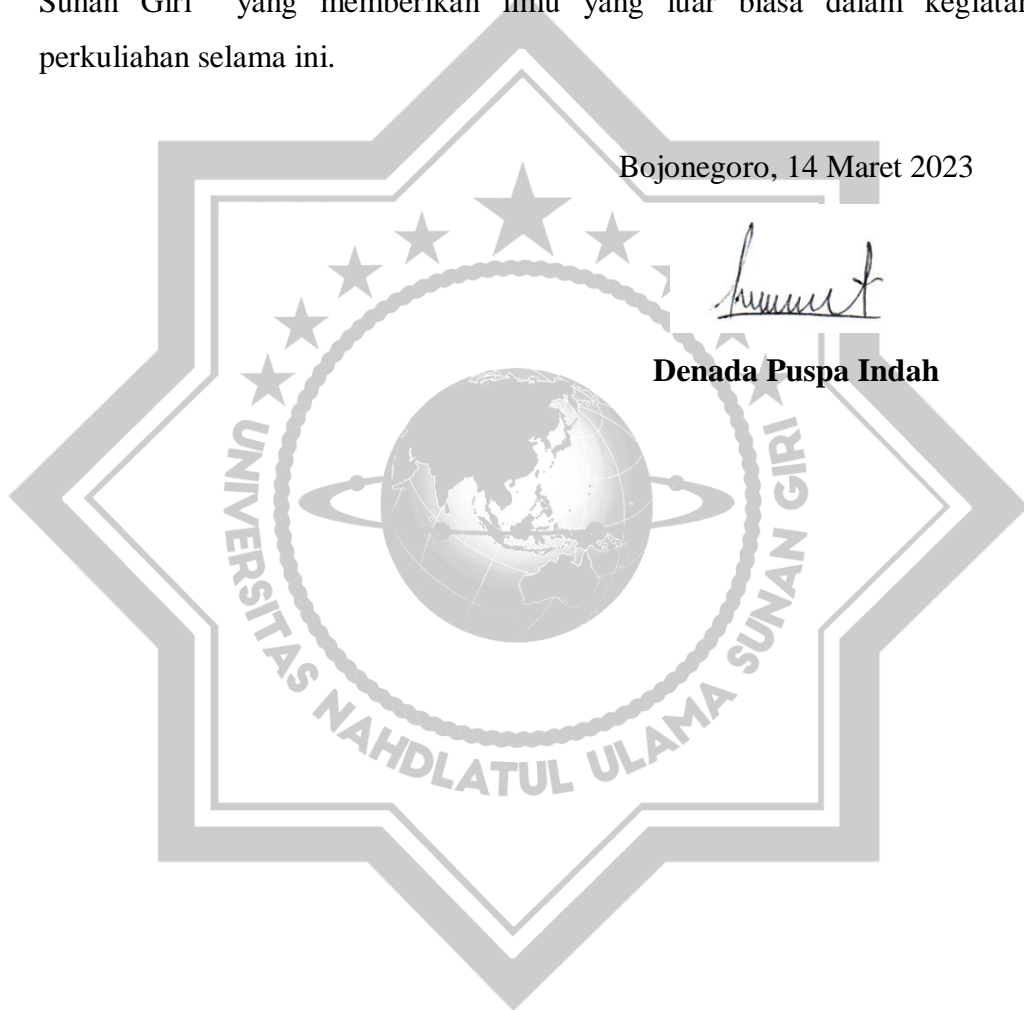 Sunan Giri yang memberikan ilmu yang luar biasa dalam kegiatan
perkuliahan selama ini.
Bojonegoro, 14 Maret 2023
Denada Puspa Indah
UNIVERSITAS NAHDLATUL ULAMA SUNAN GIRI